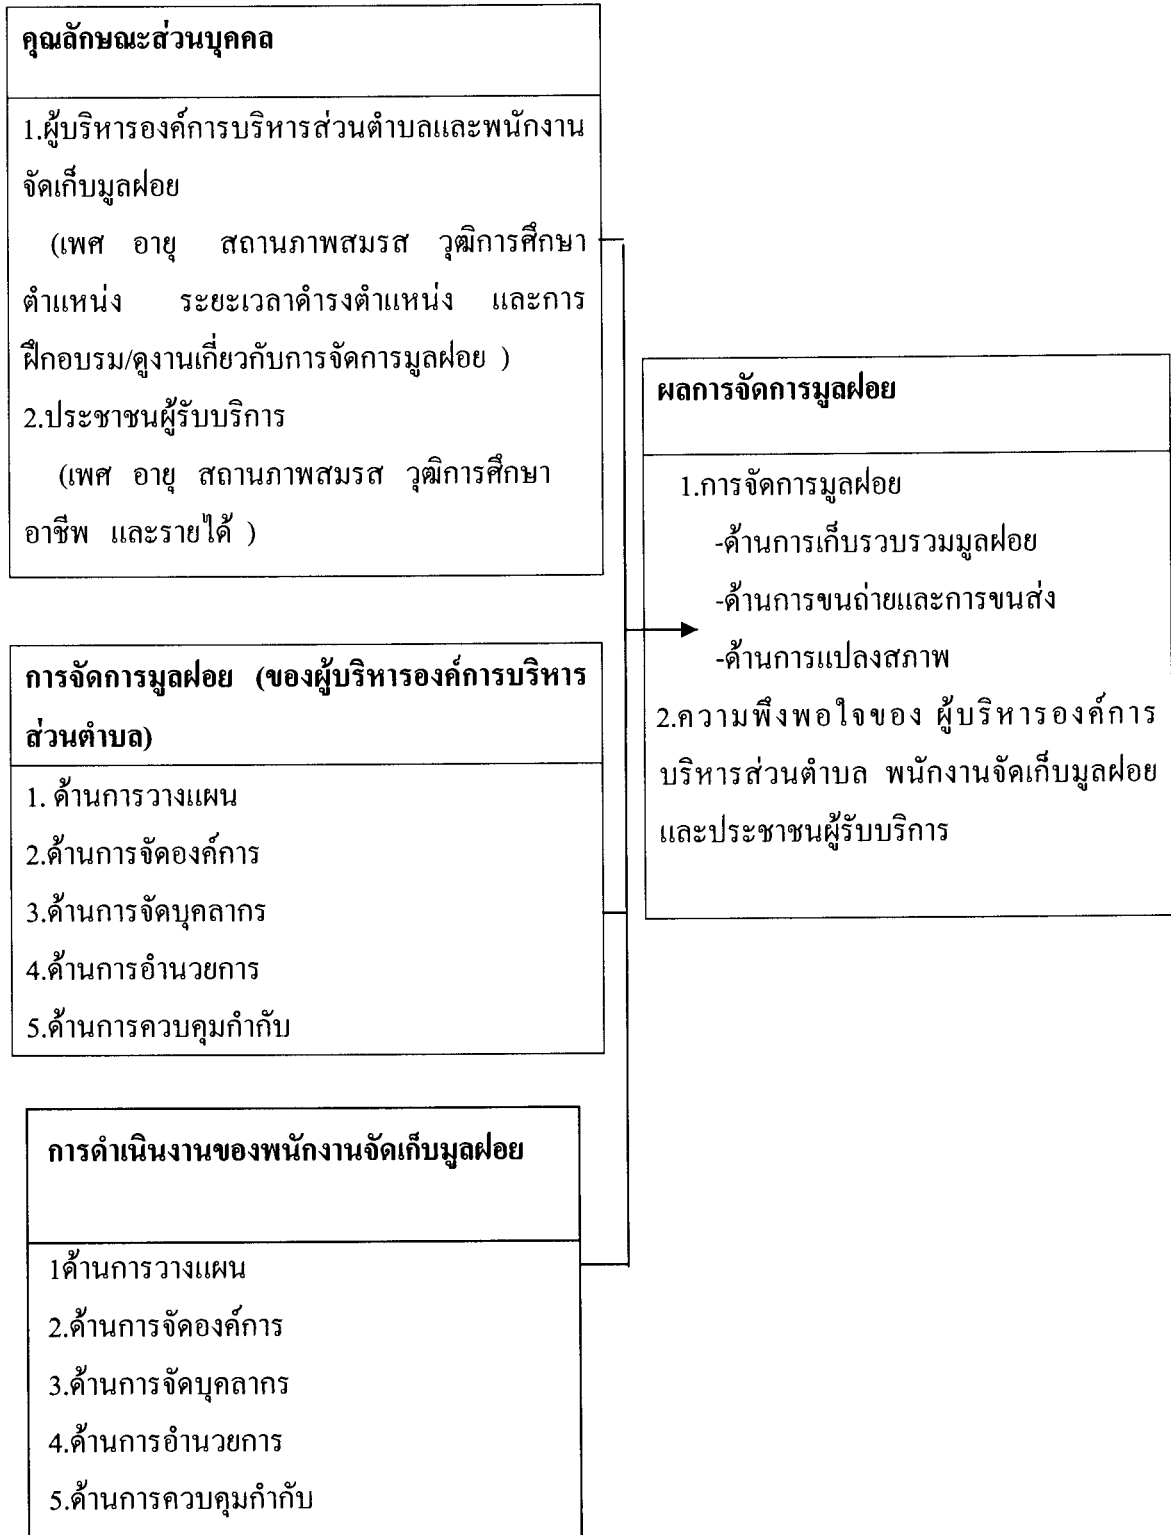 คุณลักษณะส่วนบุคคล
1.ผู้บริหารองค์การบริหารส่วนตำบลและพนักงาน
จัดเก็บมูลฝอย
(เพศ อายุ สถานภาพสมรส วุฒิการศึกษา
ตำแหน่ง ระยะเวลาดำรงตำแหน่ง และการ
ฝึกอบรม/ดูงานเกี่ยวกับการจัดการมูลฝอย )
2.ประชาชนผู้รับบริการ
(เพศ อายุ สถานภาพสมรส วุฒิการศึกษา
อาชีพ และรายได้ )
การจัดการมูลฝอย (ของผู้บริหารองค์การบริหาร
ส่วนตำบล)
1. ด้านการวางแผน
2.ด้านการจัดองค์การ
3.ด้านการจัดบุคลากร
4.ด้านการอำนวยการ
5.ด้านการควบคุมกำกับ
การดำเนินงานของพนักงานจัดเก็บมูลฝอย
1ด้านการวางแผน
2.ด้านการจัดองค์การ
3.ด้านการจัดบุคลากร
4.ด้านการอำนวยการ
5.ด้านการควบคุมกำกับ
ผลการจัดการมูลฝอย
1.การจัดการมูลฝอย
-ด้านการเก็บรวบรวมมูลฝอย
-ด้านการขนถ่ายและการขนส่ง
-ด้านการแปลงสภาพ
2.ความพึงพอใจของ ผู้บริหารองค์การ
บริหารส่วนตำบล พนักงานจัดเก็บมูลฝอย
และประชาชนผู้รับบริการ